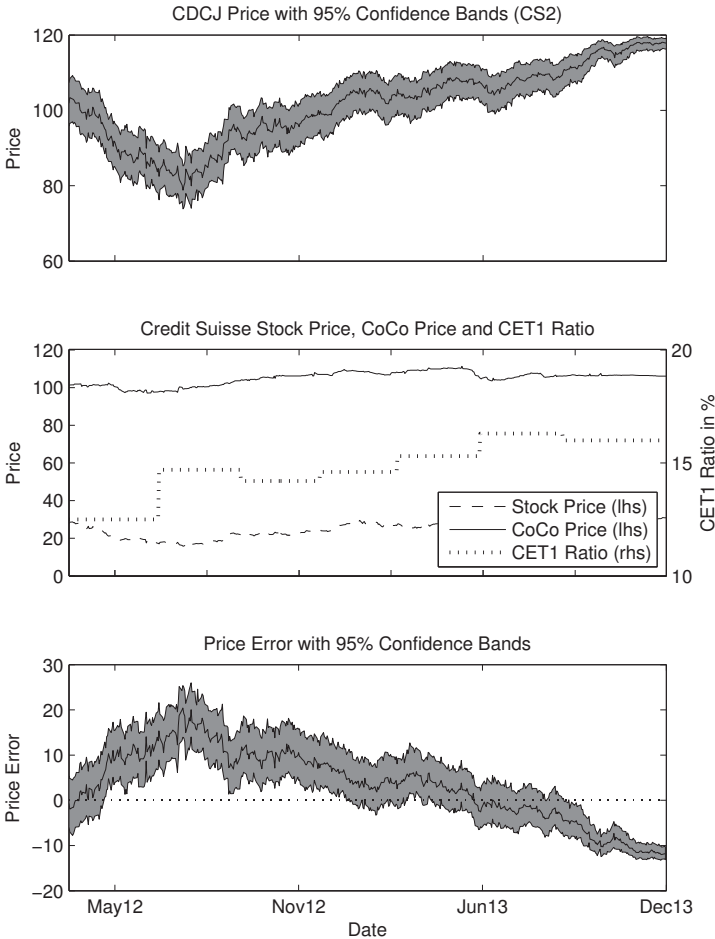 CDCJ Price with 95% Confidence Bands (CS2)
120
100
80
60
Price
Credit Suisse Stock Price, CoCo Price and CET1 Ratio
120
100
80
60
40
20
0
Price
20
15
10
CET1 Ratio in %
Stock Price (lhs)
CoCo Price (lhs)
CET1 Ratio (rhs)
Price Error with 95% Confidence Bands
30
20
10
0
−10
−20
Price Error
May12 Nov12 Jun13 Dec13
Date